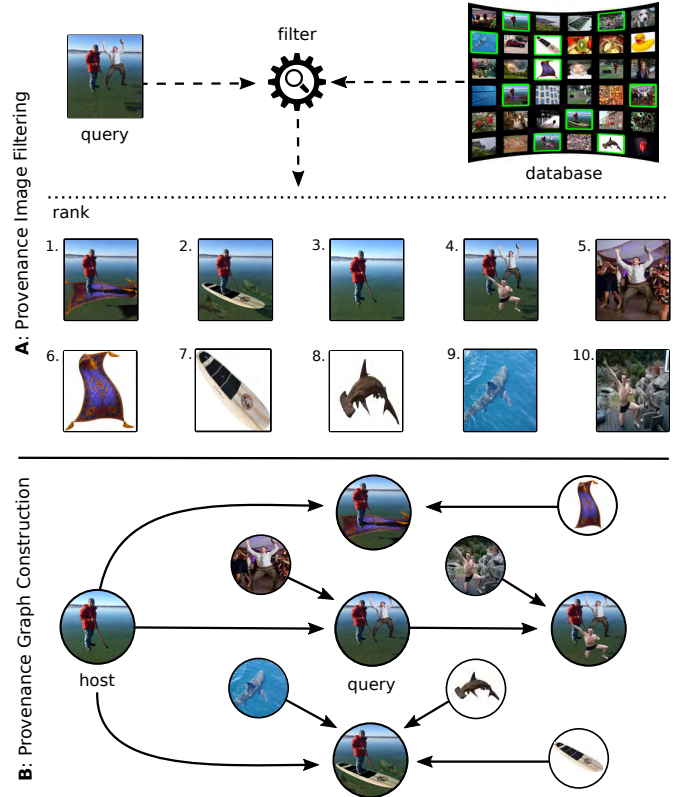 filter
query
database
A: Provenance Image Filtering
rank
1.
2.
3.
4.
5.
6.
7.
8.
9.
10.
B: Provenance Graph Construction
host
query